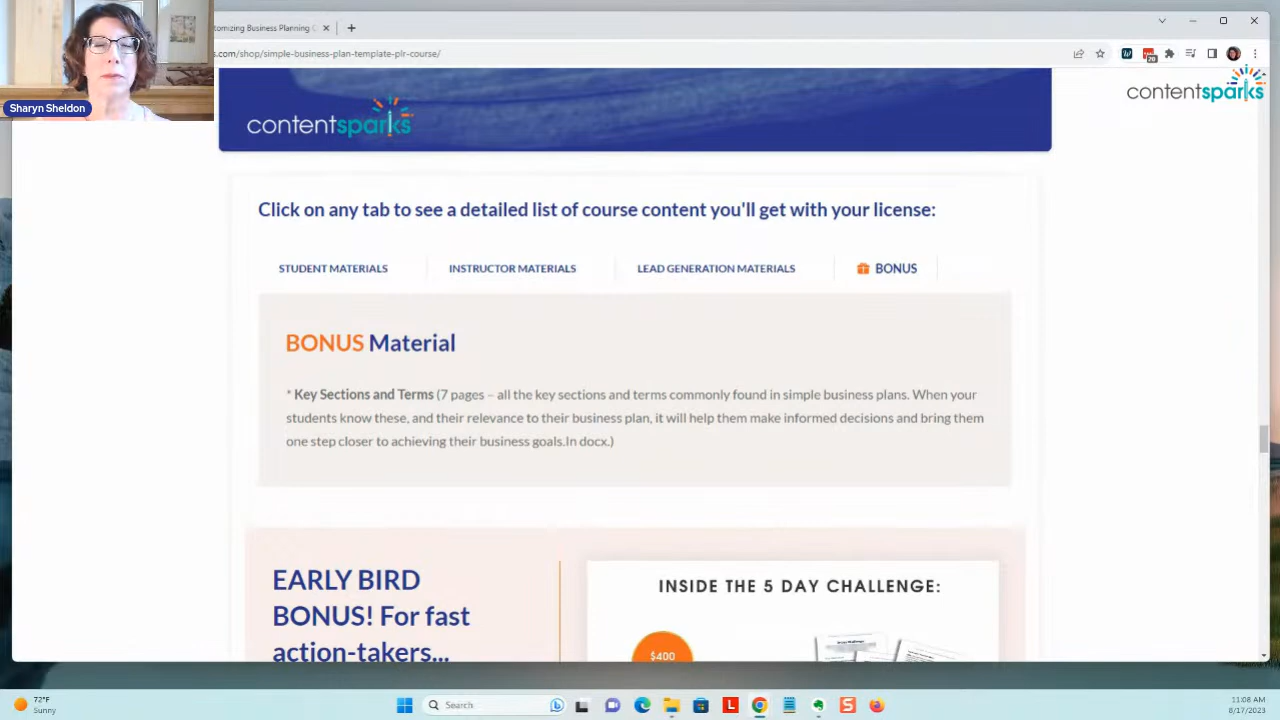 tomizing Business Planning C
s.com/shop/simple-business-plan-template-plr-course/
20
Sharyn Sheldon
contentsparks
contentsparks
Click on any tab to see a detailed list of course content you'll get with your license:
STUDENT MATERIALS
INSTRUCTOR MATERIALS
LEAD GENERATION MATERIALS
BONUS
BONUS Material
* Key Sections and Terms (7 pages – all the key sections and terms commonly found in simple business plans. When your
students know these, and their relevance to their business plan, it will help them make informed decisions and bring them
one step closer to achieving their business goals.In docx.)
EARLY BIRD
BONUS! For fast
action-takers...
INSIDE THE 5 DAY CHALLENGE:
$400
72°F
Sunny
Search
L
S
11:08 AM
8/17/2023